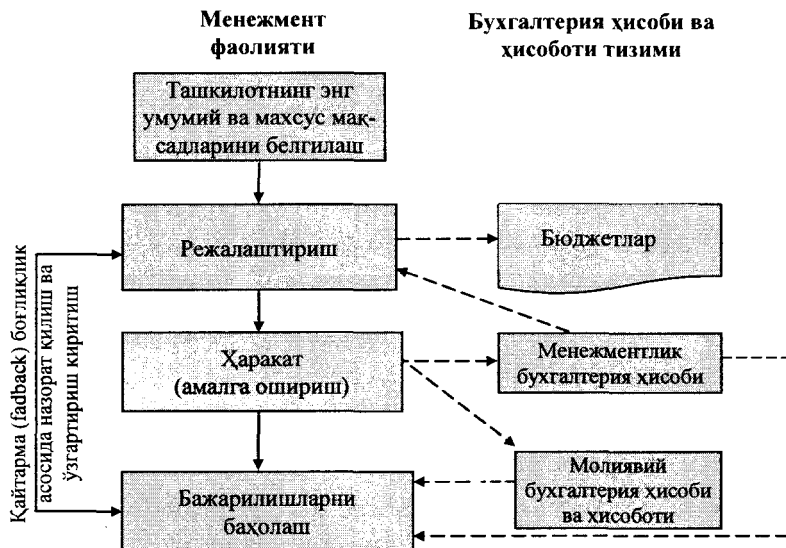 Менежмент
фаолияти
Бухгалтерия ҳисоби ва
ҳисоботи тизими
Ташкилотнинг энг
умумий ва махсус мақ-
садларини белгилаш
Режалаштириш
Бюджетлар
Ҳаракат
(амалга ошириш)
Менежментлик
бухгалтерия ҳисоби
Молиявий
бухгалтерия ҳисоби
ва ҳисоботи
Бажарилишларни
баҳолаш
Қайтарма (fadback) боғликлик
асосида назорат қилиш ва
ўзгартириш киритиш